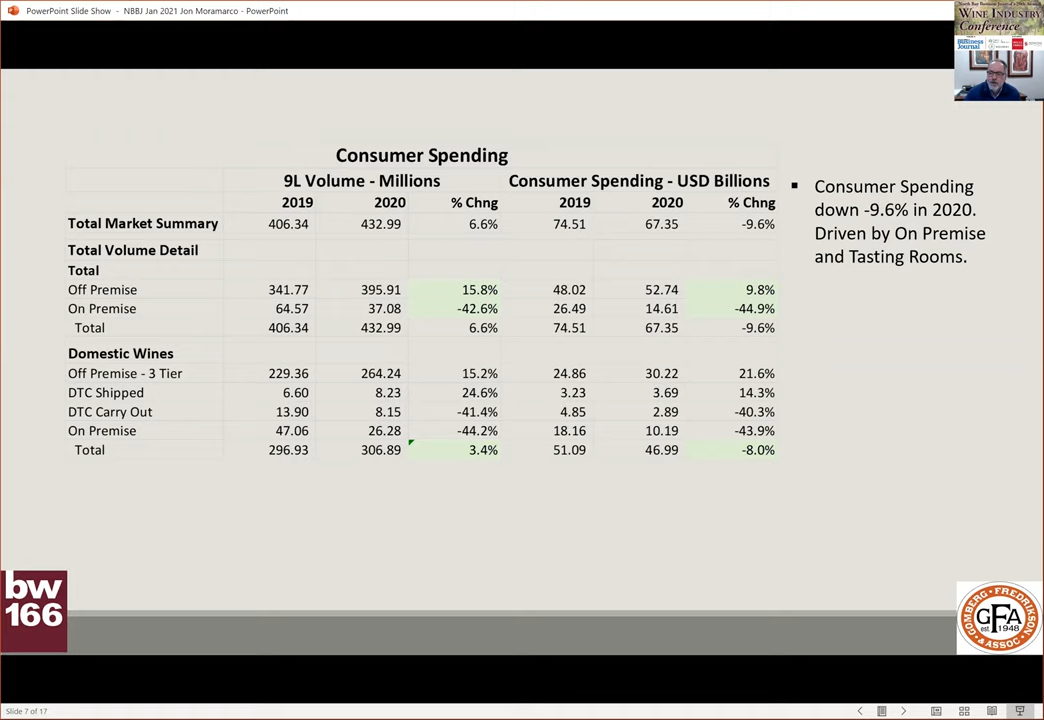 PowerPoint Slide Show - NBBJ Jan 2021 Jon Moramarco - PowerPoint
WINE INDUSTRY
Conference
Business
Journal
Consumer Spending
9L Volume - Millions Consumer Spending - USD Billions
2019 2020 % Chng 2019 2020 % Chng
Total Market Summary 406.34 432.99 6.6% 74.51 67.35 -9.6%
Total Volume Detail
Total
Off Premise 341.77 395.91 15.8% 48.02 52.74 9.8%
On Premise 64.57 37.08 -42.6% 26.49 14.61 -44.9%
Total 406.34 432.99 6.6% 74.51 67.35 -9.6%
Domestic Wines
Off Premise - 3 Tier 229.36 264.24 15.2% 24.86 30.22 21.6%
DTC Shipped 6.60 8.23 24.6% 3.23 3.69 14.3%
DTC Carry Out 13.90 8.15 -41.4% 4.85 2.89 -40.3%
On Premise 47.06 26.28 -44.2% 18.16 10.19 -43.9%
Total 296.93 306.89 3.4% 51.09 46.99 -8.0%
▪ Consumer Spending
down -9.6% in 2020.
Driven by On Premise
and Tasting Rooms.
bw
166
GOMBERG • FREDRIKSON
GFA
est 1948
& ASSOC
Slide 7 of 17